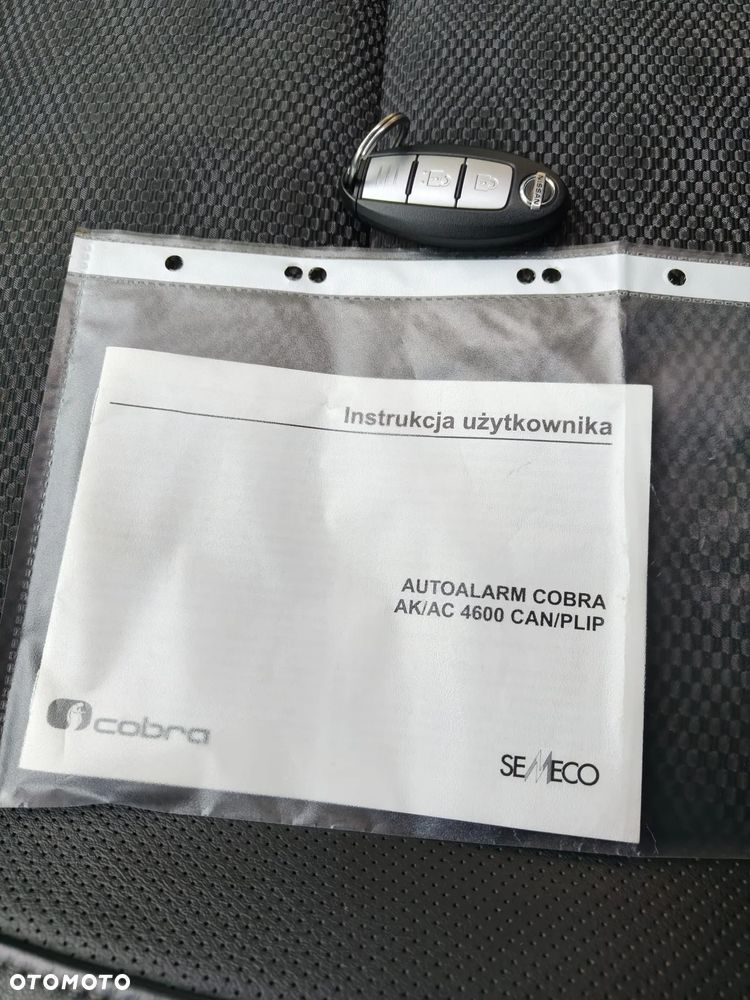 NISSAN
Instrukcja użytkownika
AUTOALARM COBRA
AK/AC 4600 CAN/PLIP
cobra
SEMECO
OTOMOTO